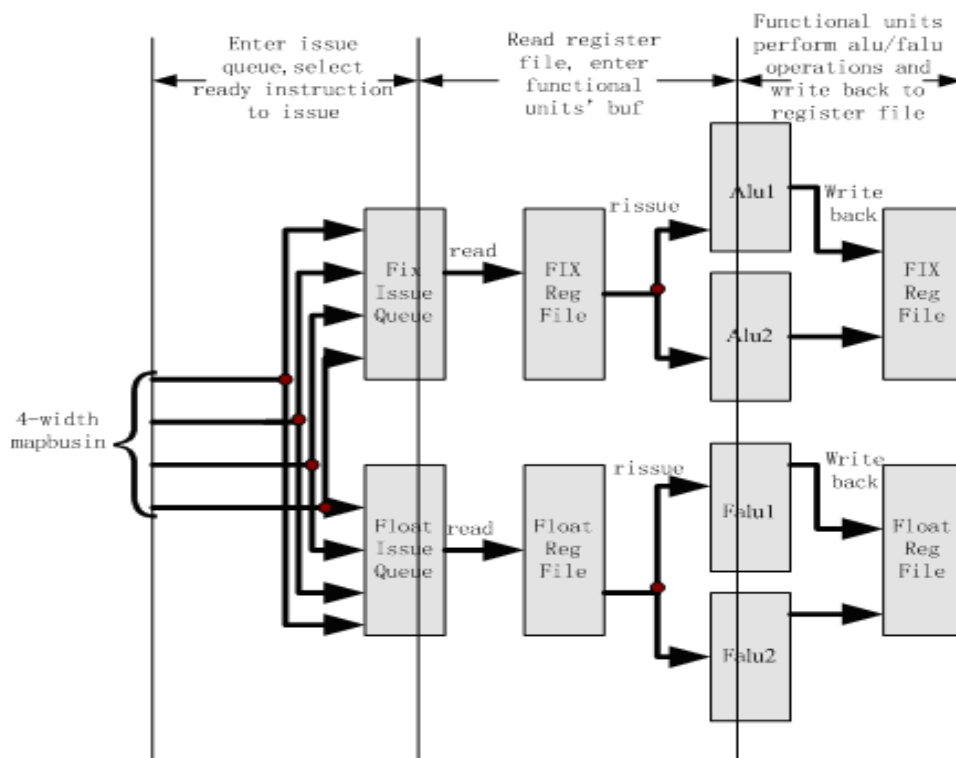 Enter issue
queue,select
ready instruction
to issue
Read register
file, enter
functional
units' buf
Functional units
perform alu/falu
operations and
write back to
register file
Alu1
Write
back
rissue
read
Fix
Issue
Queue
FIX
Reg
File
FIX
Reg
File
Alu2
4-width
mapbusin
rissue
Write
back
Falu1
read
Float
Issue
Queue
Float
Reg
File
Float
Reg
File
Falu2